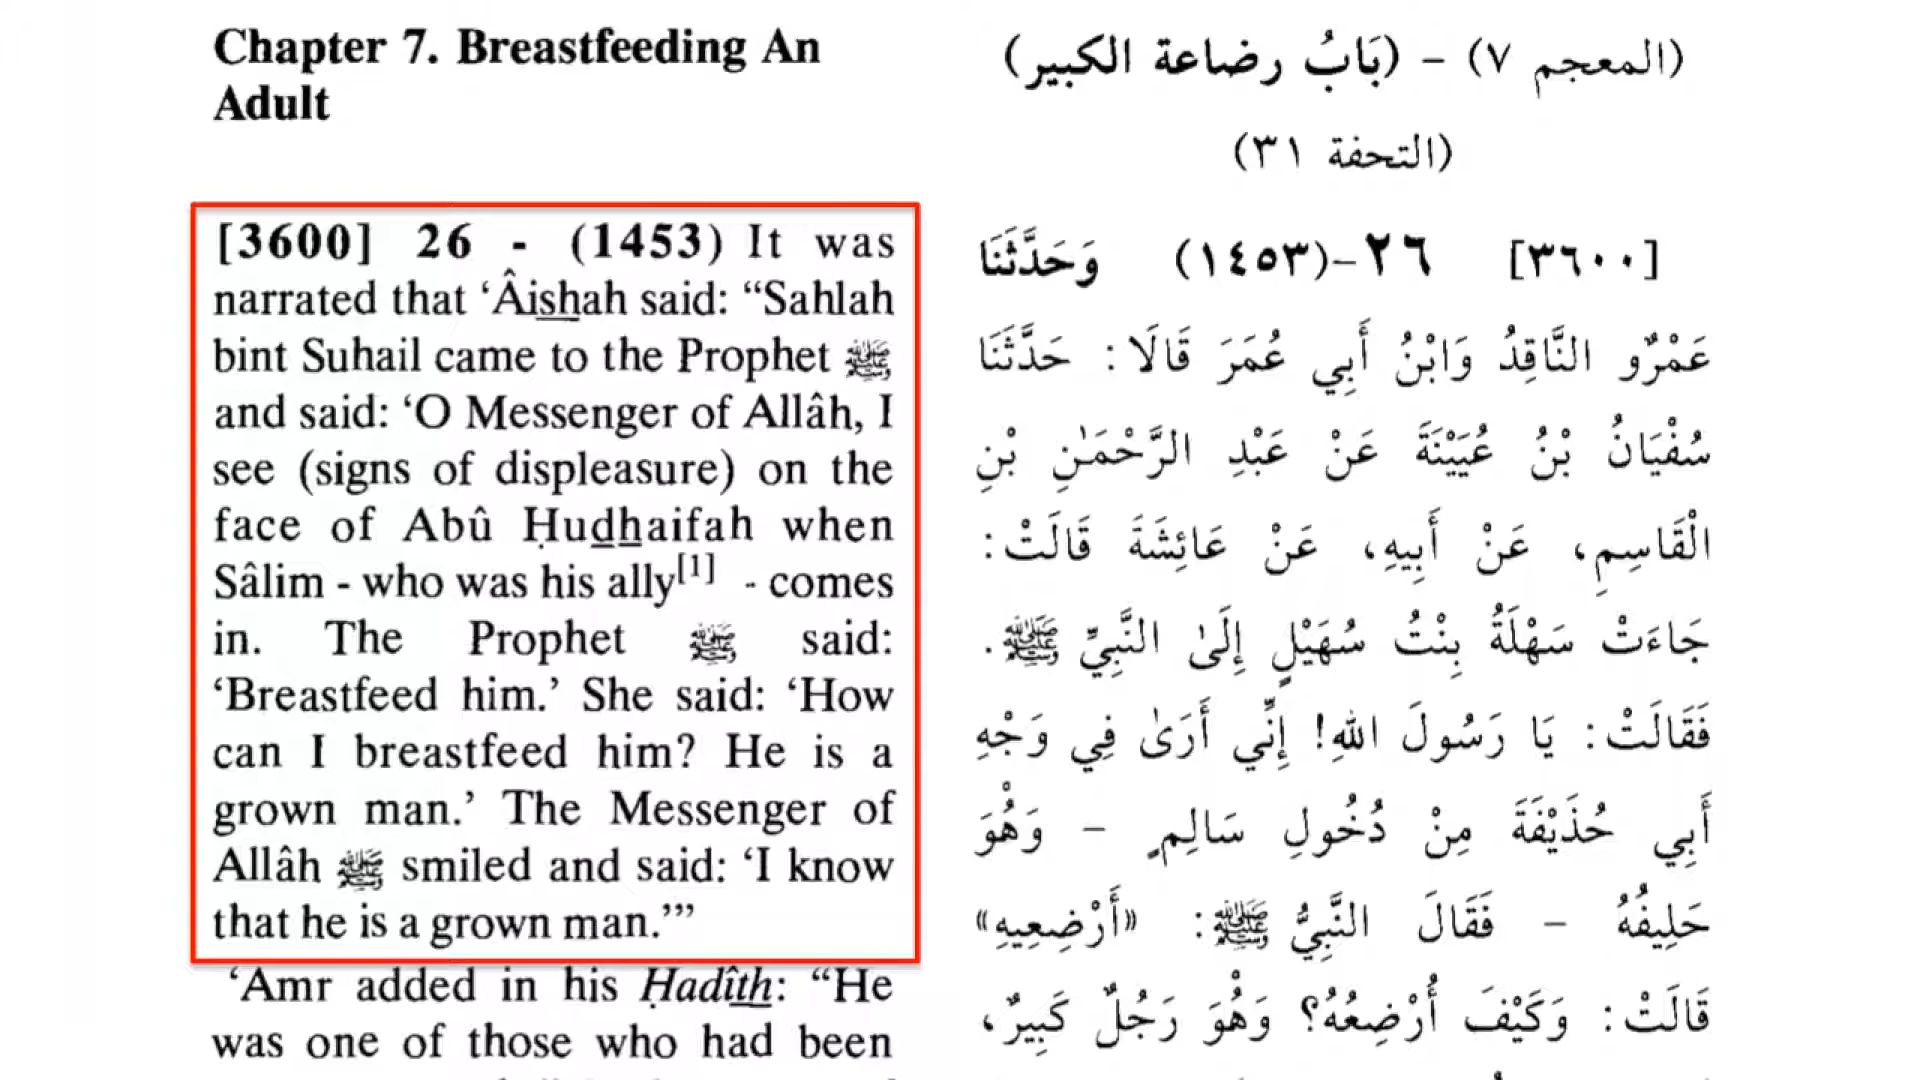 Chapter 7. Breastfeeding An
Adult
[3600] 26 - (1453) It was
narrated that ‘Âishah said: “Sahlah
bint Suhail came to the Prophet ﷺ
and said: ‘O Messenger of Allâh, I
see (signs of displeasure) on the
face of Abû Ḥudhaifah when
Sâlim - who was his ally[1] - comes
in. The Prophet ﷺ said:
‘Breastfeed him.’ She said: ‘How
can I breastfeed him? He is a
grown man.’ The Messenger of
Allâh ﷺ smiled and said: ‘I know
that he is a grown man.’”
‘Amr added in his Ḥadîth: “He
was one of those who had been
(المعجم ٧) - (بَابُ رضاعة الكبير)
(التحفة ٣١)
[٣٦٠٠] ٢٦-(١٤٥٣) وَحَدَّثَنَا
عَمْرٌو النَّاقِدُ وَابْنُ أَبِي عُمَرَ قَالَا: حَدَّثَنَا
سُفْيَانُ بْنُ عُيَيْنَةَ عَنْ عَبْدِ الرَّحْمَٰنِ بْنِ
الْقَاسِمِ، عَنْ أَبِيهِ، عَنْ عَائِشَةَ قَالَتْ:
جَاءَتْ سَهْلَةُ بِنْتُ سُهَيْلٍ إِلَىٰ النَّبِيِّ ﷺ.
فَقَالَتْ: يَا رَسُولَ اللهِ! إِنِّي أَرَىٰ فِي وَجْهِ
أَبِي حُذَيْفَةَ مِنْ دُخُولِ سَالِمٍ - وَهُوَ
حَلِيفُهُ - فَقَالَ النَّبِيُّ ﷺ: «أَرْضِعِيهِ»
قَالَتْ: وَكَيْفَ أُرْضِعُهُ؟ وَهُوَ رَجُلٌ كَبِيرٌ،